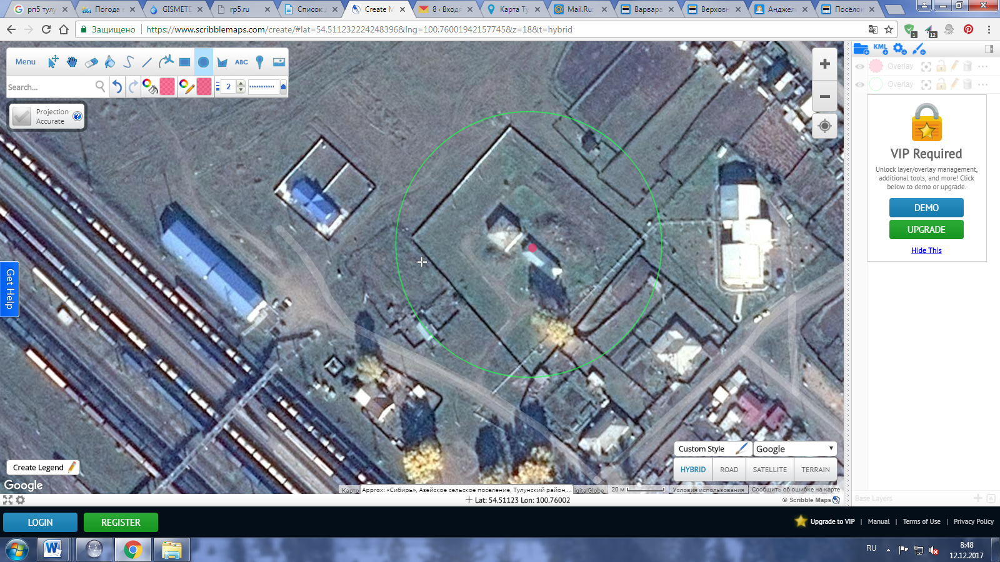 рп5 тулу
Погода в
GISMETE
rp5.ru
Список д
Create M
8 · Входя
Карта Ту
Mail.Ru:
Варвара
Верховн
Анджел
Посёлок
Защищено
https://www.scribblemaps.com/create/#lat=54.511232224248396&lng=100.76001942157745&z=18&t=hybrid
1
12
Menu
ABC
KML
Search...
2
Overlay
Overlay
Projection
Accurate
?
VIP Required
Unlock layer/overlay management,
additional tools, and more! Click
below to demo or upgrade.
DEMO
UPGRADE
Hide This
Get Help
Custom Style
Google
HYBRID
ROAD
SATELLITE
TERRAIN
Create Legend
Google
Карто
Approx: «Сибирь», Азейское сельское поселение, Тулунский район,...
igitalGlobe
20 м
Условия использования
Сообщить об ошибке на карте
Lat: 54.51123 Lon: 100.76002
© Scribble Maps
Base Layers
LOGIN
REGISTER
Upgrade to VIP | Manual | Terms of Use | Privacy Policy
RU
8:48
12.12.2017